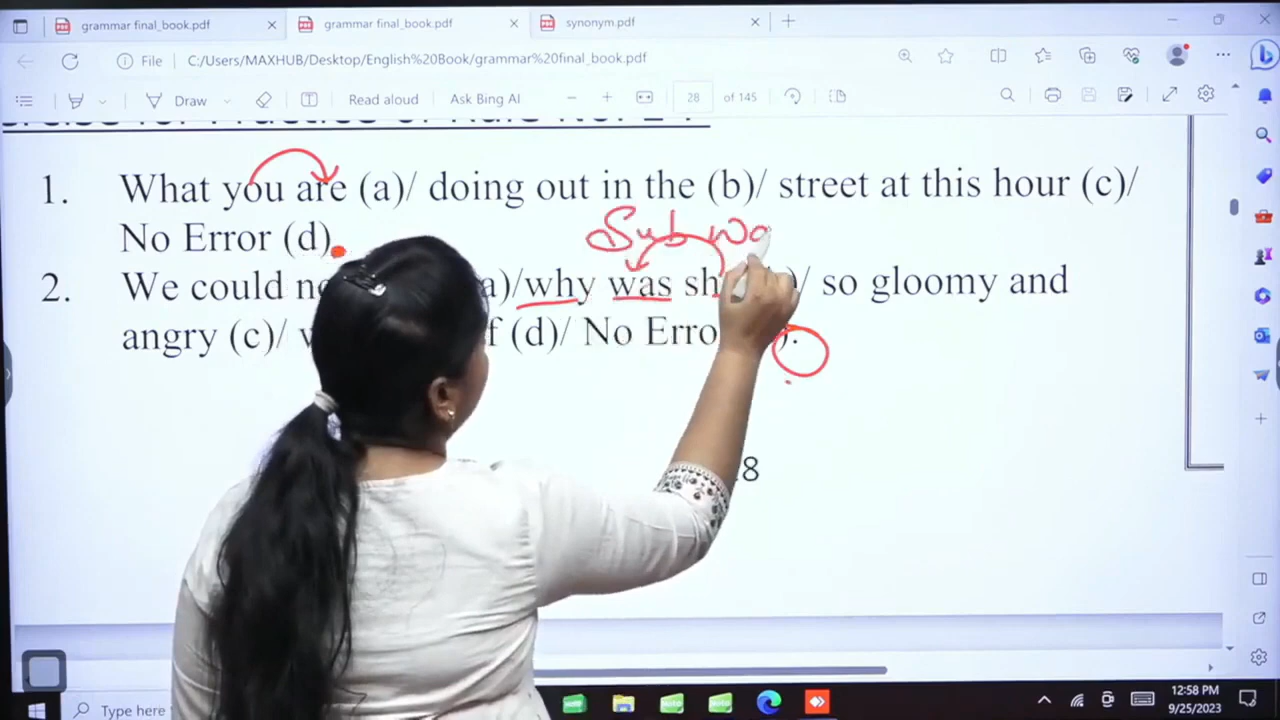 grammar final_book.pdf
grammar final_book.pdf
synonym.pdf
File
C:/Users/MAXHUB/Desktop/English%20Book/grammar%20final_book.pdf
Draw
Read aloud
Ask Bing AI
28
of 145
1. What you are (a)/ doing out in the (b)/ street at this hour (c)/
No Error (d).
Sub
2. We could a)/why was so gloomy and
angry (c)/ f (d)/ No Erro
8
Type here
12:58 PM
9/25/2023